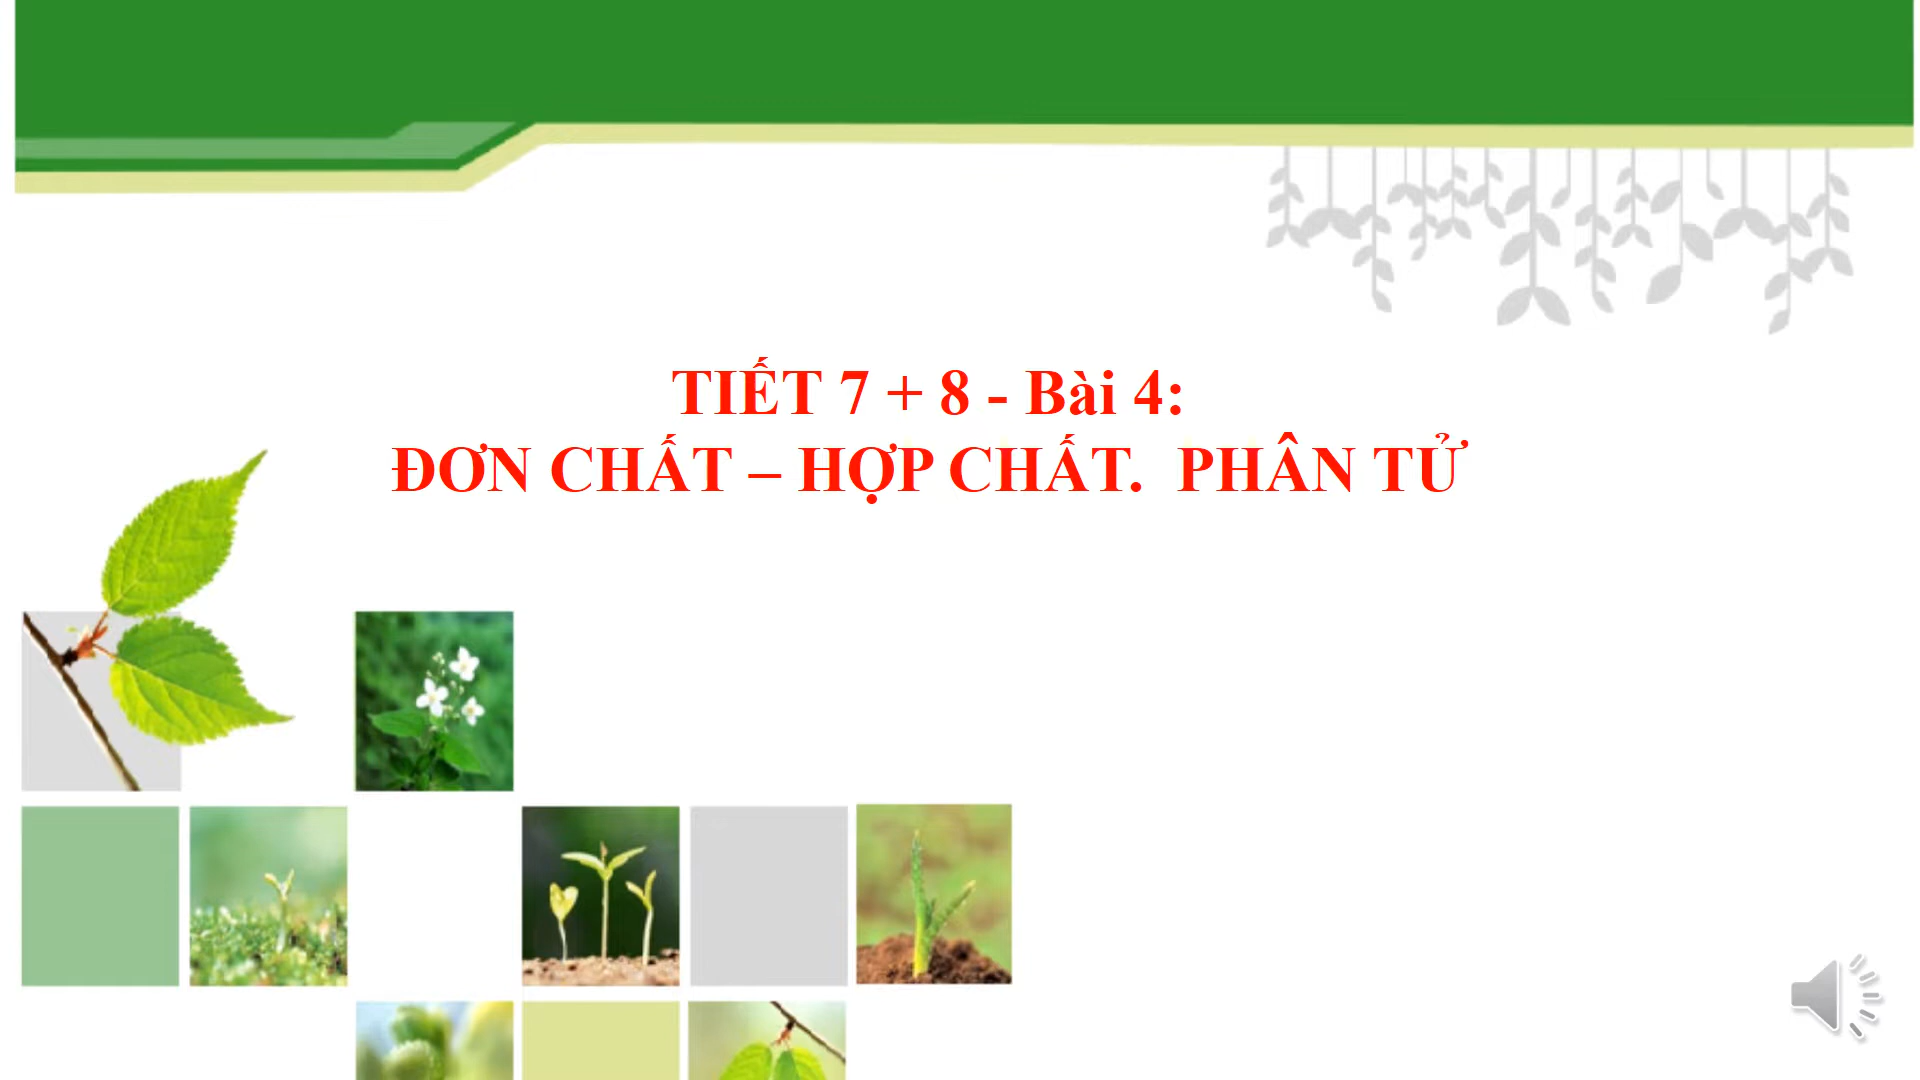 TIẾT 7 + 8 - Bài 4:
ĐƠN CHẤT – HỢP CHẤT. PHÂN TỬ